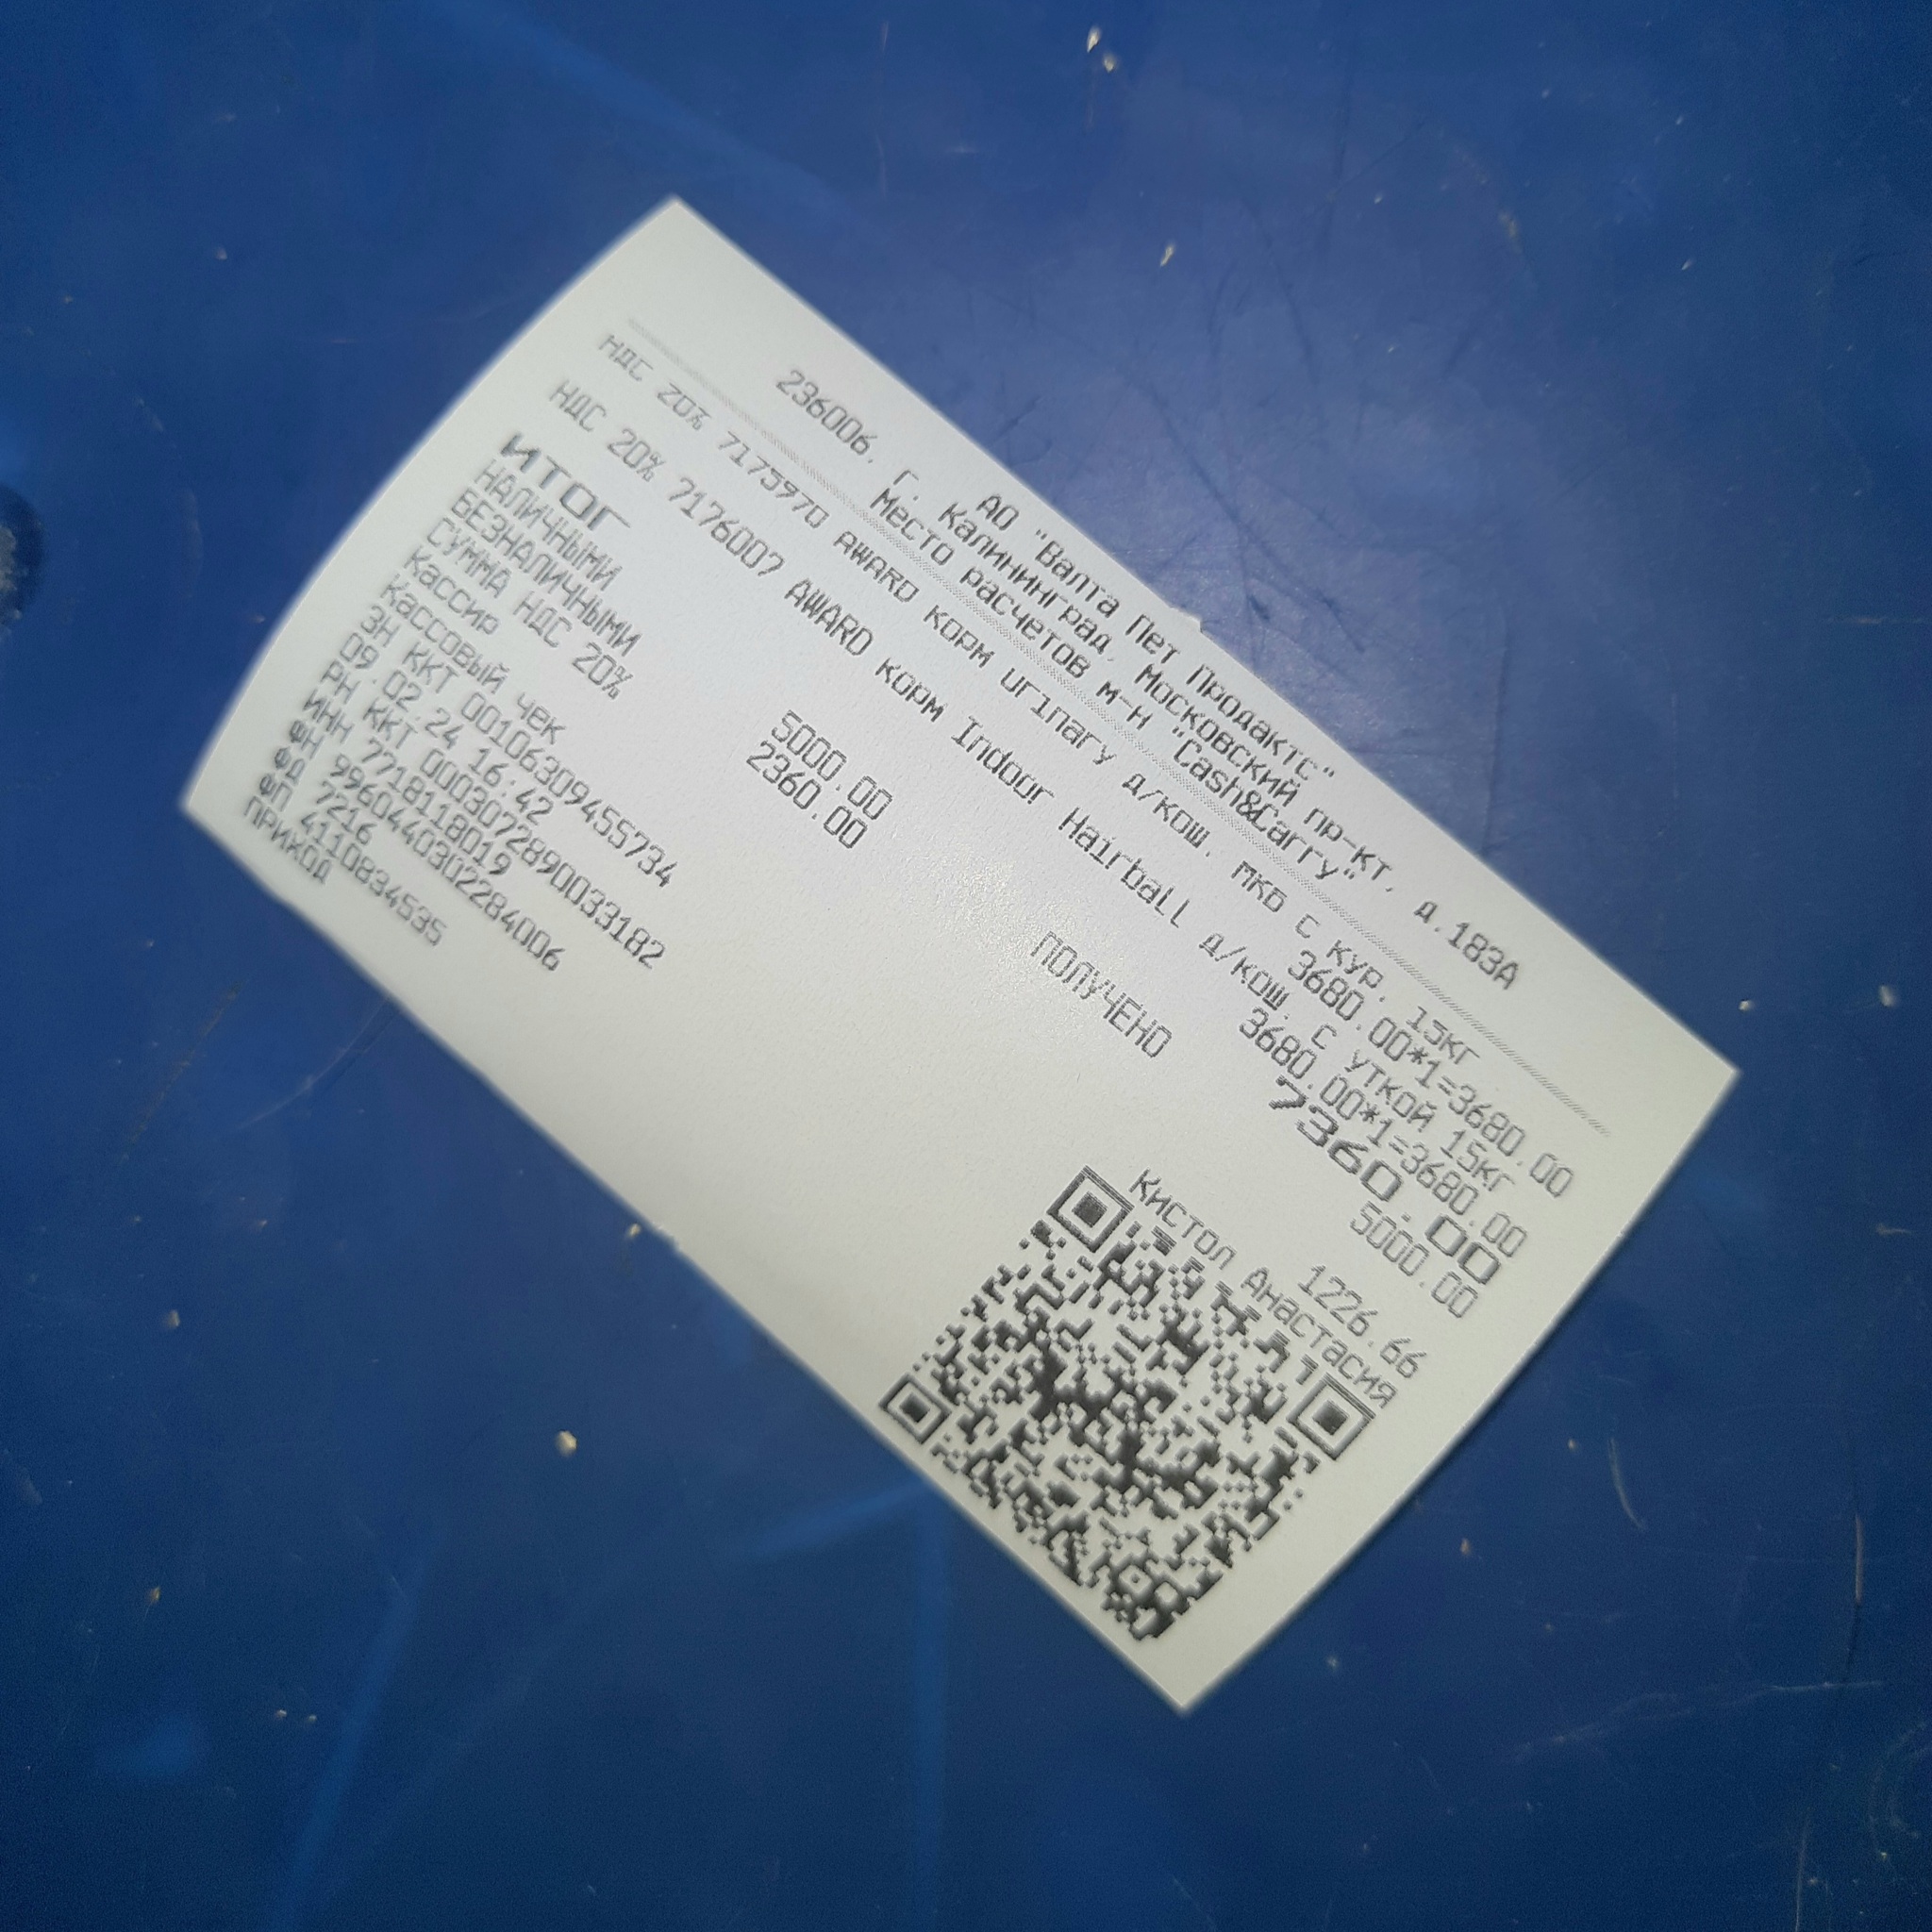 АО "Валта Пет Продактс"
236006, г. Калининград, Московский пр-кт, д.183А
Место расчетов м-н "Cash&Carry"
НДС 20% 7175970 AWARD корм urinary д/кош. МКБ с кур. 15кг
3680.00*1=3680.00
НДС 20% 7176007 AWARD корм Indoor Hairball д/кош. с уткой 15кг
3680.00*1=3680.00
ИТОГ 7360.00
НАЛИЧНЫМИ 5000.00 ПОЛУЧЕНО 5000.00
БЕЗНАЛИЧНЫМИ 2360.00
СУММА НДС 20% 1226.66
Кассир Кистол Анастасия
Кассовый чек
ЗН ККТ 00106309455734
09.02.24 16:42
РН ККТ 0003072890033182
ИНН 7718118019
ФН 9960440302284006
ФД 7216
ФП 4110834535
ПРИХОД